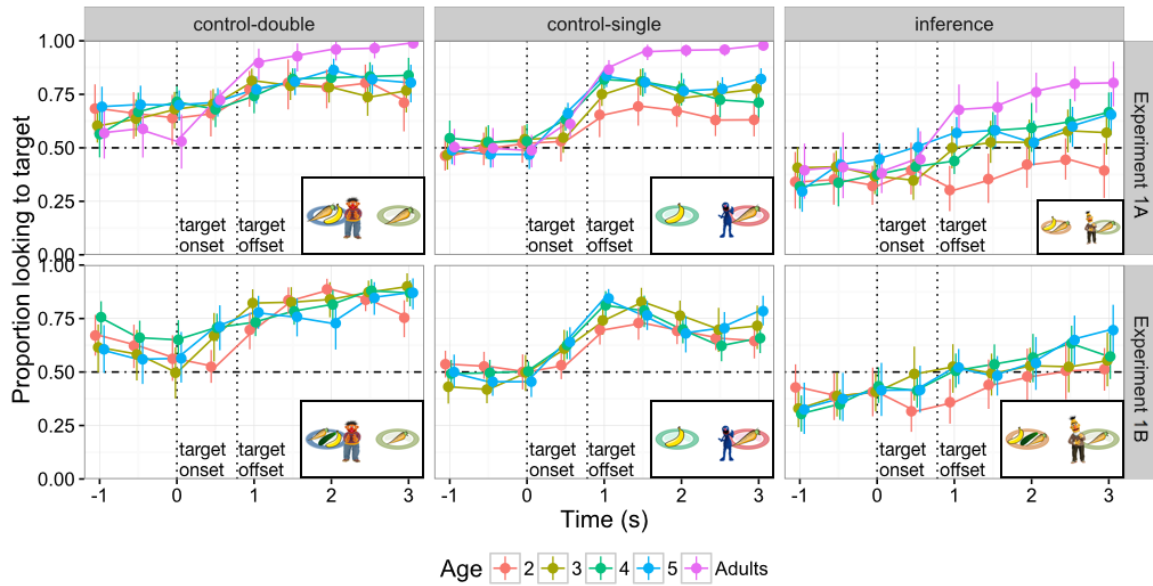 control-double
control-single
inference
Proportion looking to target
1.00
0.75
0.50
0.25
0.00
target onset
target offset
target onset
target offset
target onset
target offset
Experiment 1A
1.00
0.75
0.50
0.25
0.00
target onset
target offset
target onset
target offset
target onset
target offset
Experiment 1B
-1 0 1 2 3
-1 0 1 2 3
-1 0 1 2 3
Time (s)
Age 2 3 4 5 Adults